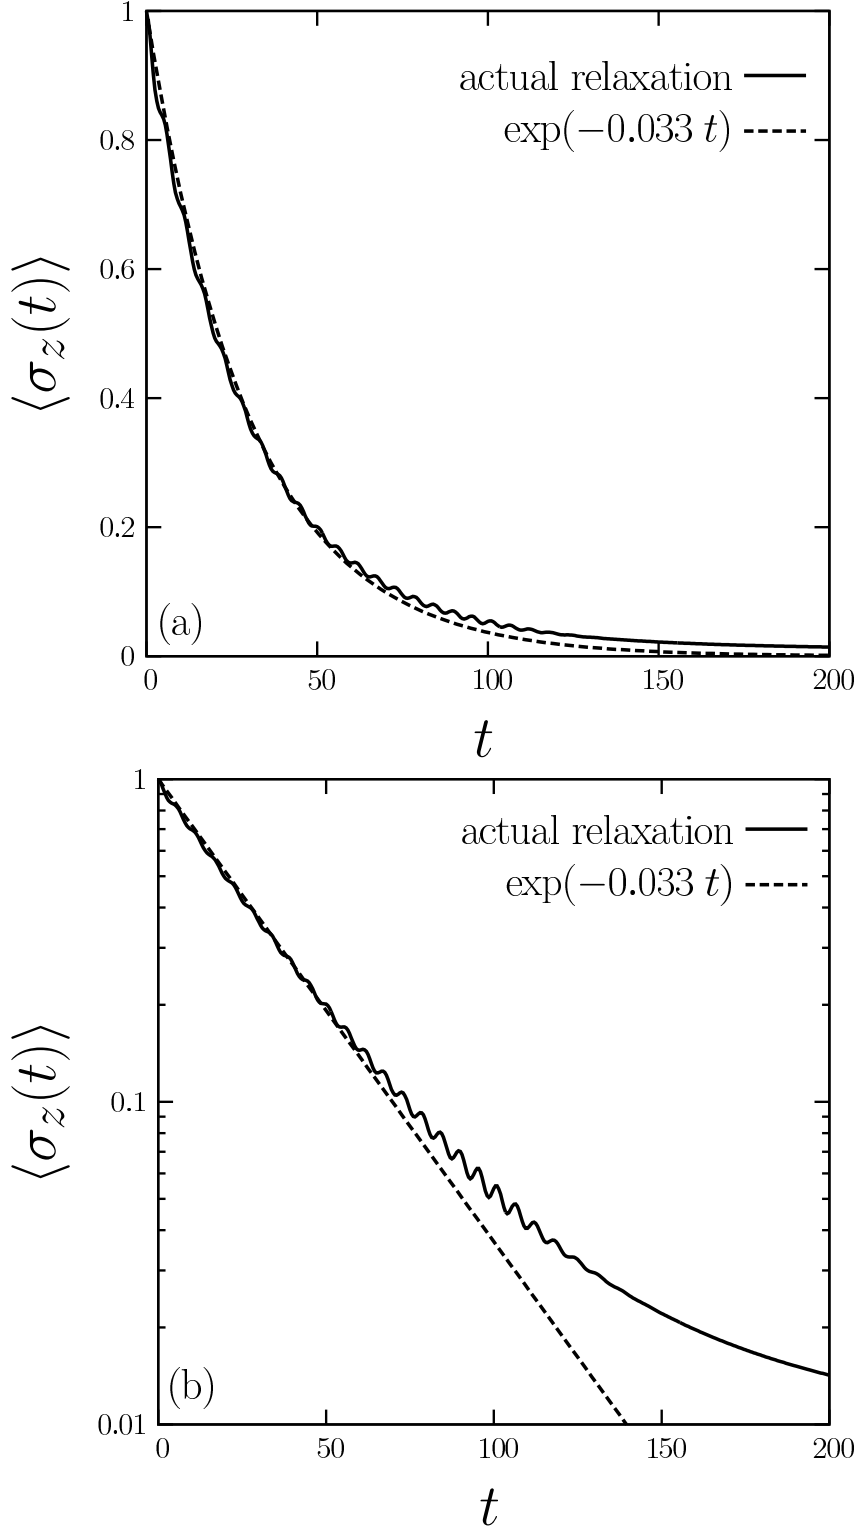 1
0.8
0.6
0.4
0.2
0
⟨σz(t)⟩
actual relaxation
exp(−0.033 t)
(a)
0 50 100 150 200
t
1
0.1
0.01
⟨σz(t)⟩
actual relaxation
exp(−0.033 t)
(b)
0 50 100 150 200
t